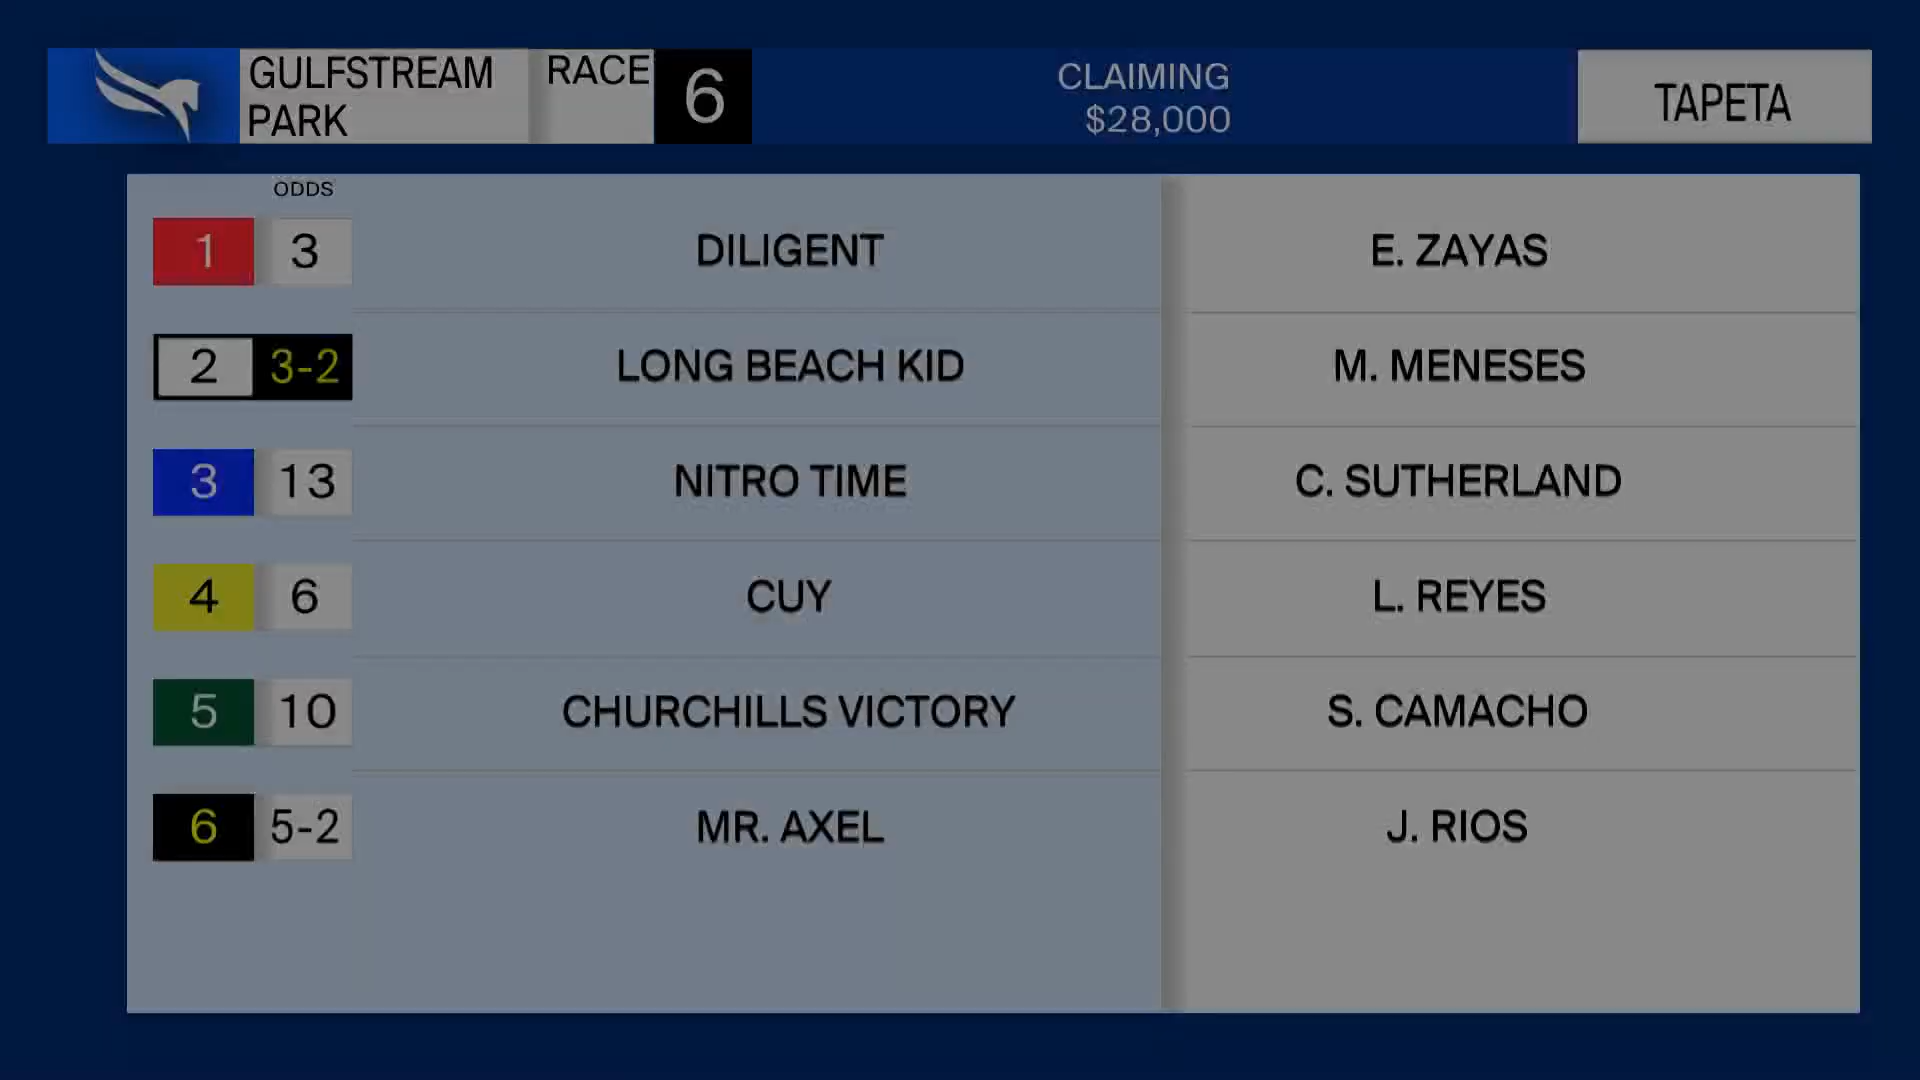 GULFSTREAM
PARK
RACE
6
CLAIMING
$28,000
TAPETA
ODDS
1 3 DILIGENT E. ZAYAS
2 3-2 LONG BEACH KID M. MENESES
3 13 NITRO TIME C. SUTHERLAND
4 6 CUY L. REYES
5 10 CHURCHILLS VICTORY S. CAMACHO
6 5-2 MR. AXEL J. RIOS